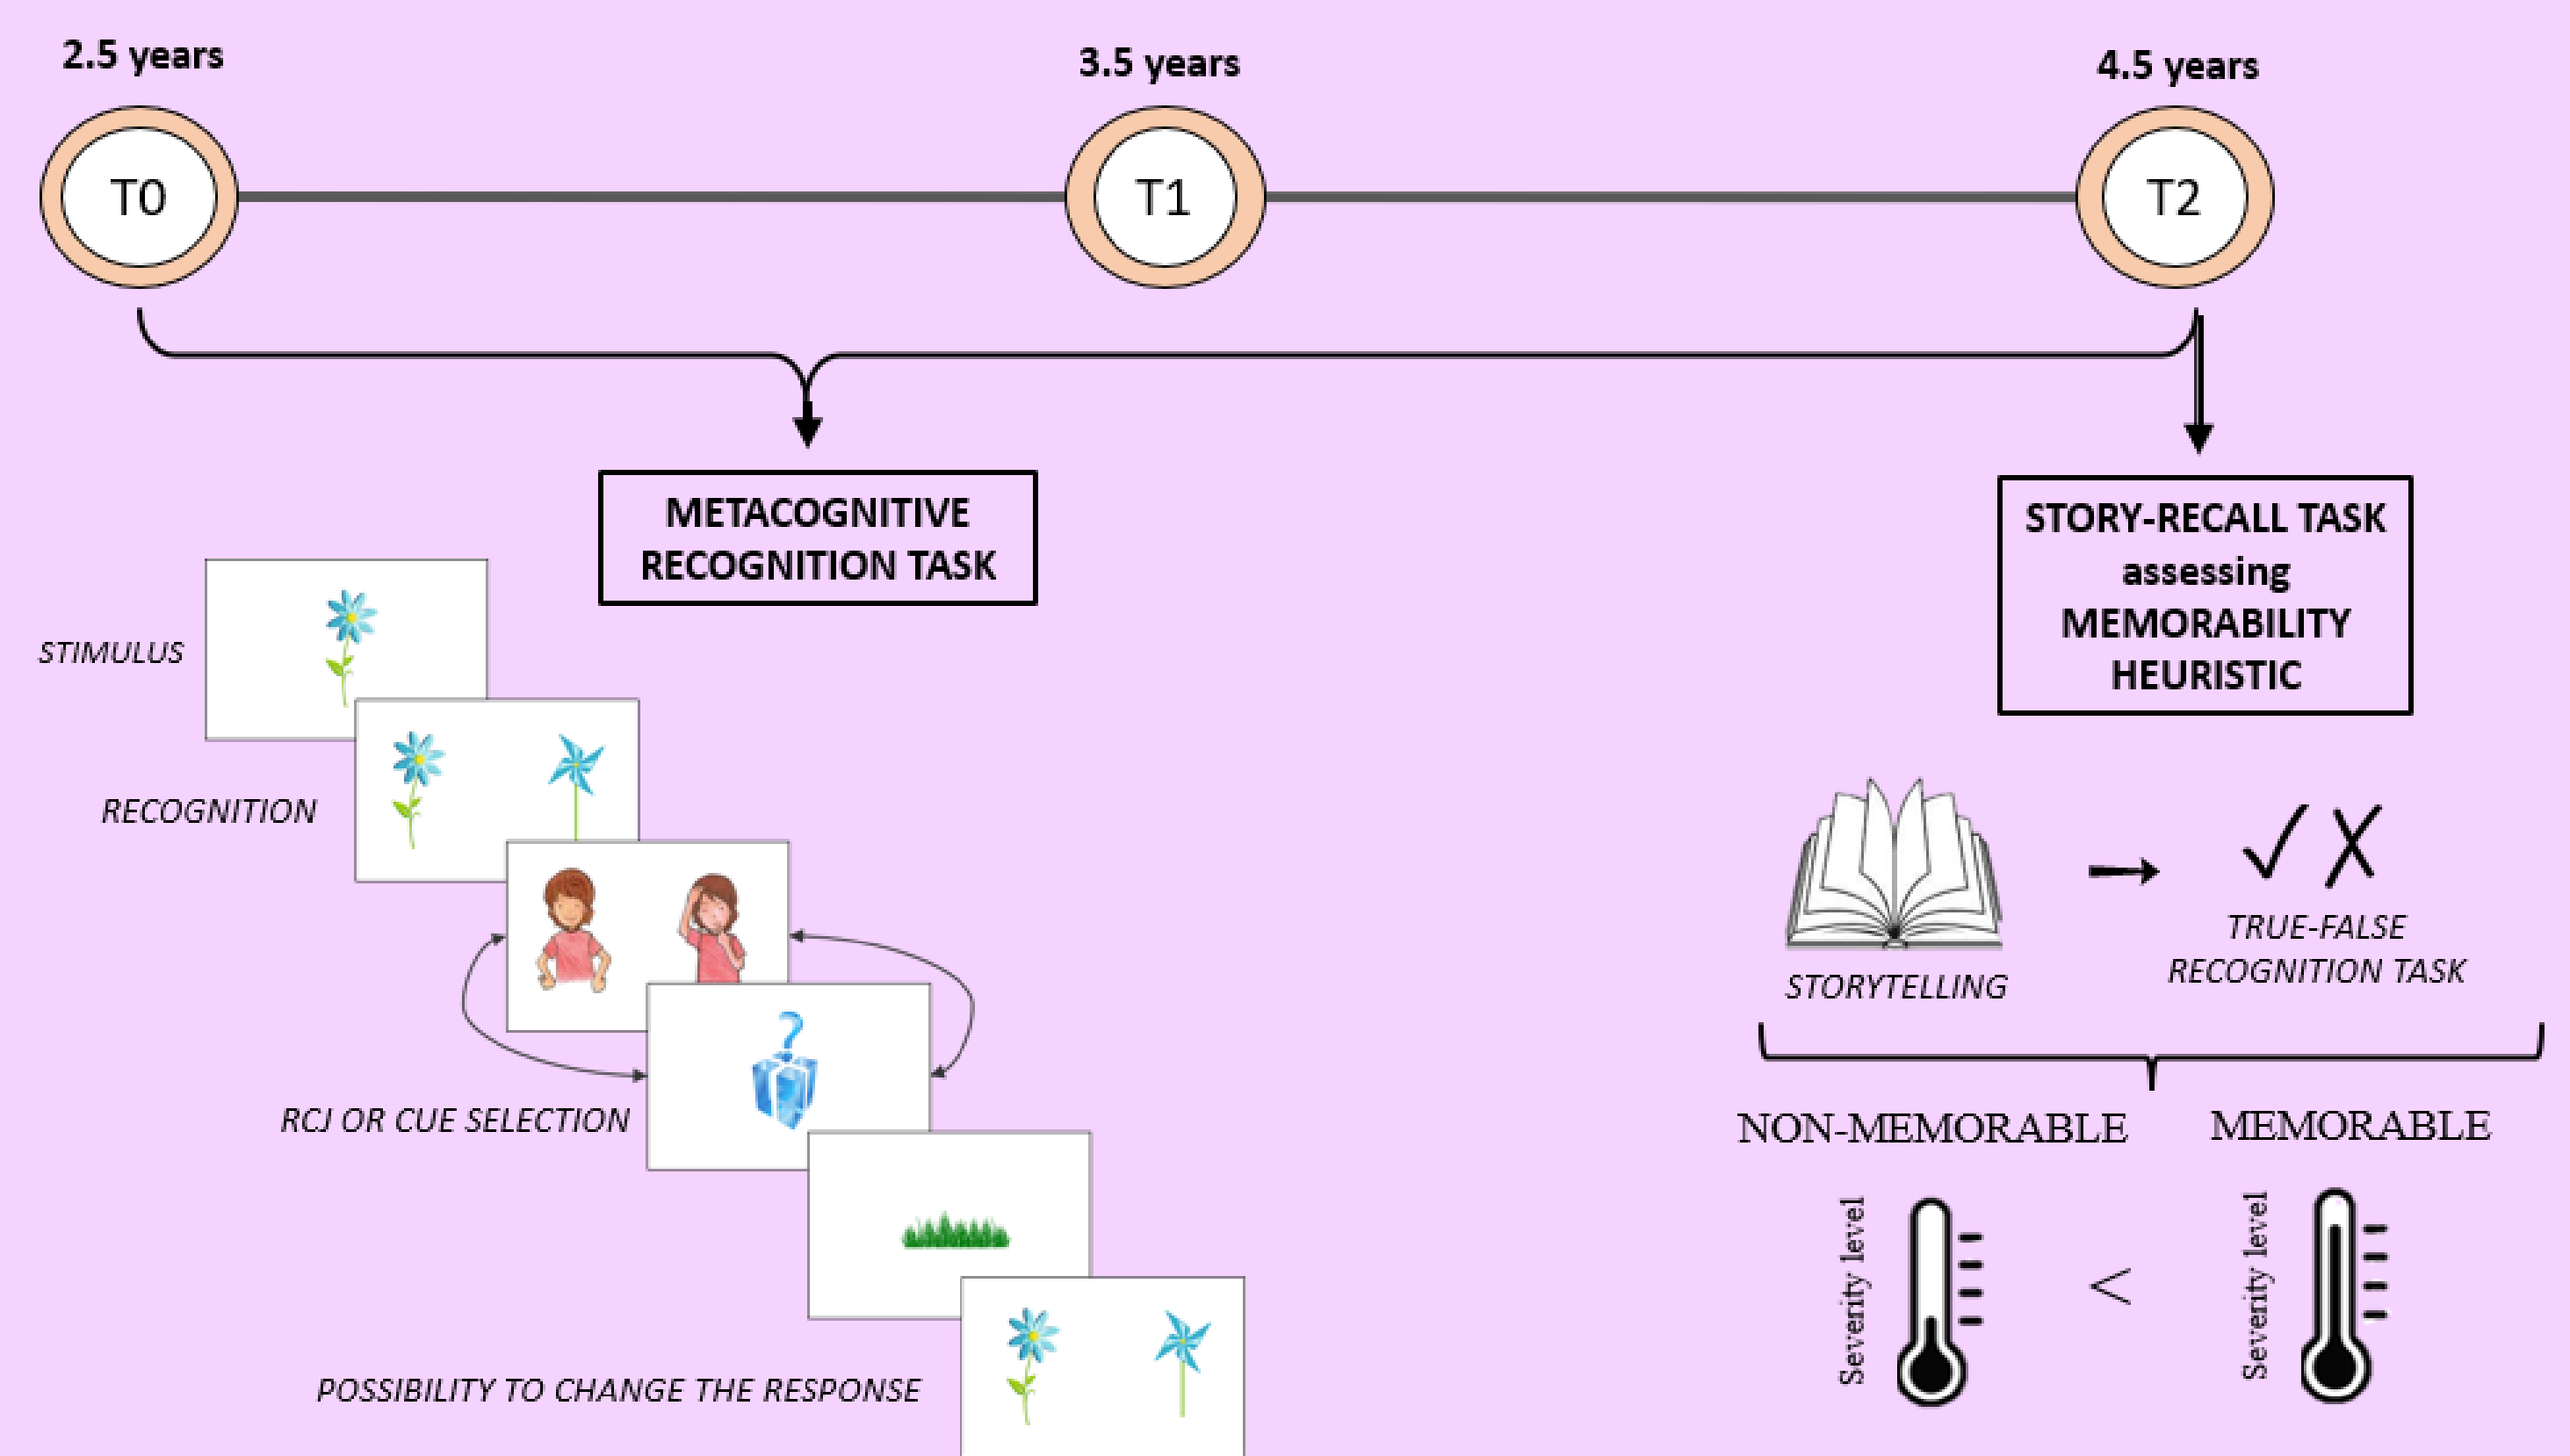 2.5 years
3.5 years
4.5 years
T0
T1
T2
METACOGNITIVE
RECOGNITION TASK
STORY-RECALL TASK
assessing
MEMORABILITY
HEURISTIC
STIMULUS
RECOGNITION
RCJ OR CUE SELECTION
?
POSSIBILITY TO CHANGE THE RESPONSE
STORYTELLING
TRUE-FALSE
RECOGNITION TASK
NON-MEMORABLE
MEMORABLE
Severity level
<
Severity level